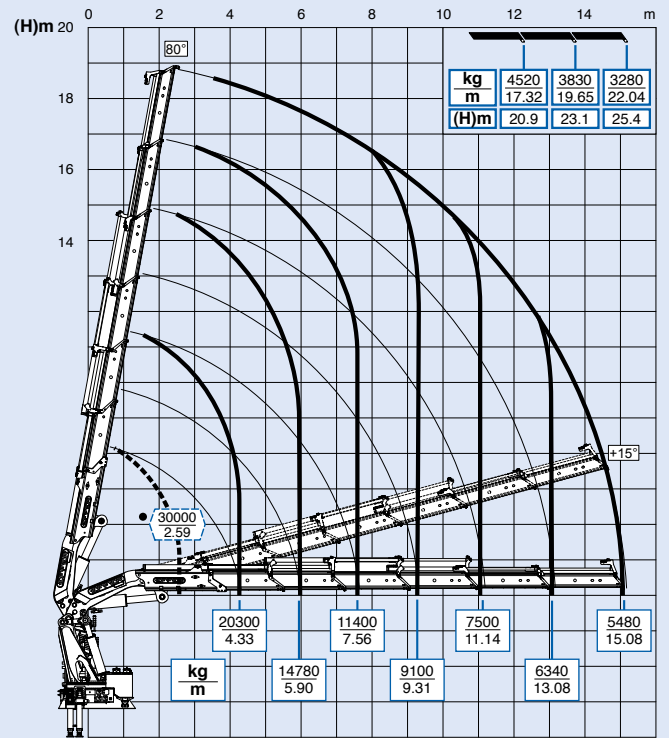 (H)m 20 0 2 4 6 8 10 12 14 m
80°
kg 4520 3830 3280
m 17.32 19.65 22.04
(H)m 20.9 23.1 25.4
18
16
14
+15°
30000
2.59
20300 11400 7500 5480
4.33 7.56 11.14 15.08
kg 14780 9100 6340
m 5.90 9.31 13.08